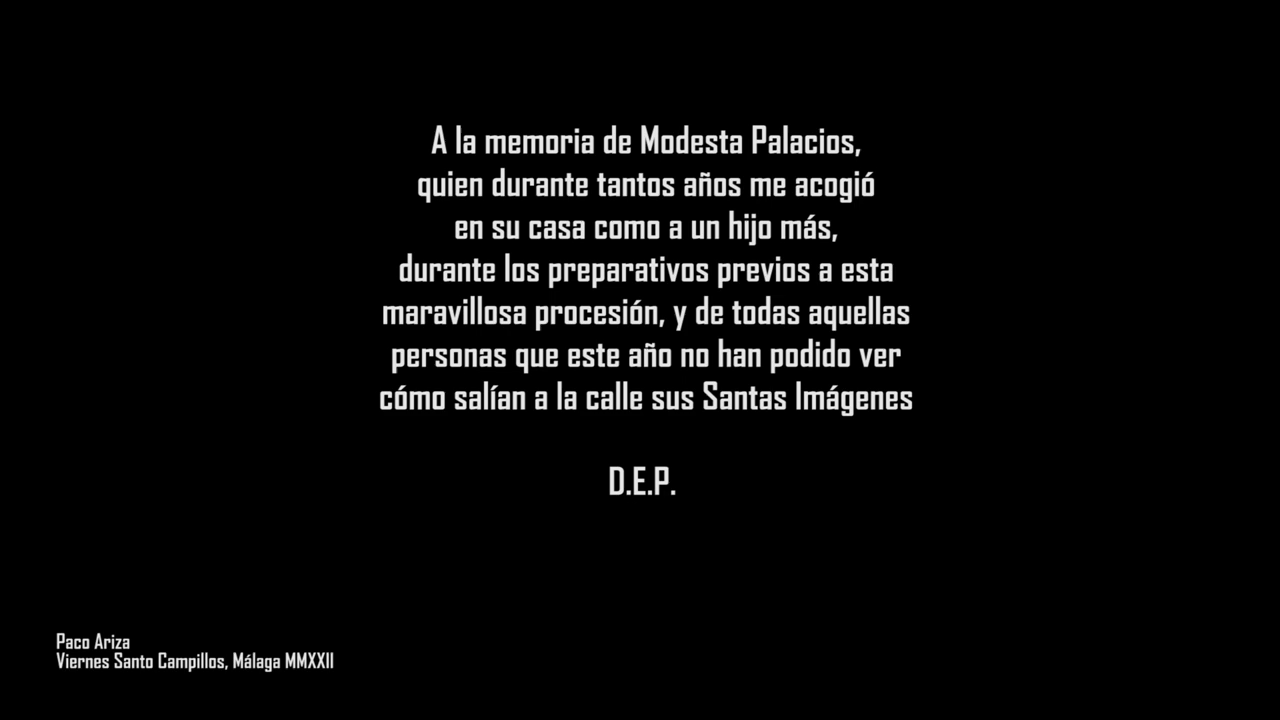 A la memoria de Modesta Palacios,
quien durante tantos años me acogió
en su casa como a un hijo más,
durante los preparativos previos a esta
maravillosa procesión, y de todas aquellas
personas que este año no han podido ver
cómo salían a la calle sus Santas Imágenes
D.E.P.
Paco Ariza
Viernes Santo Campillos, Málaga MMXXII